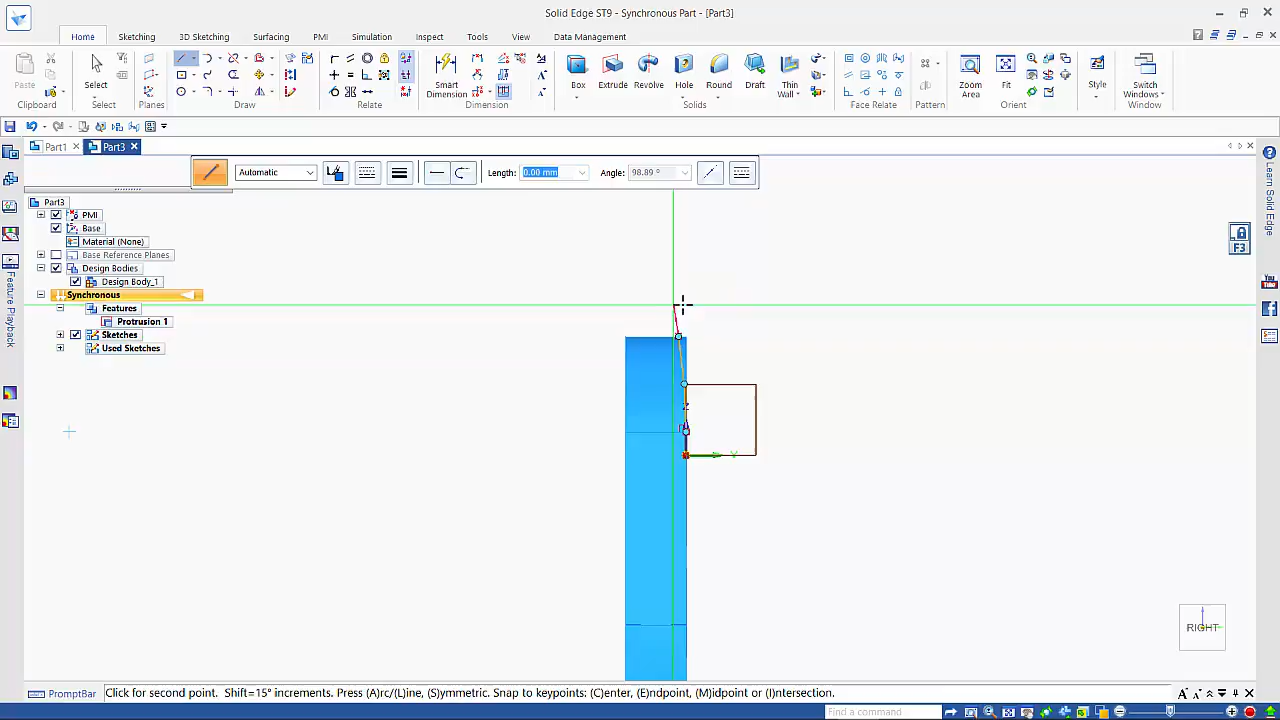 Solid Edge ST9 - Synchronous Part - [Part3]
Home Sketching 3D Sketching Surfacing PMI Simulation Inspect Tools View Data Management
Paste Select Smart Dimension Box Extrude Revolve Hole Round Draft Thin Wall Zoom Area Fit Style Switch Windows
Clipboard Select Planes Draw Relate Dimension Solids Face Relate Pattern Orient Style Window
Part1 Part3
Automatic Length: 0.00 mm Angle: 98.89 °
Part3
PMI
Base
Material (None)
Base Reference Planes
Design Bodies
Design Body_1
Synchronous
Features
Protrusion 1
Sketches
Used Sketches
Feature Playback
Learn Solid Edge
F3
You Tube
Z
Y
RIGHT
PromptBar Click for second point. Shift=15° increments. Press (A)rc/(L)ine, (S)ymmetric. Snap to keypoints: (C)enter, (E)ndpoint, (M)idpoint or (I)ntersection.
Find a command